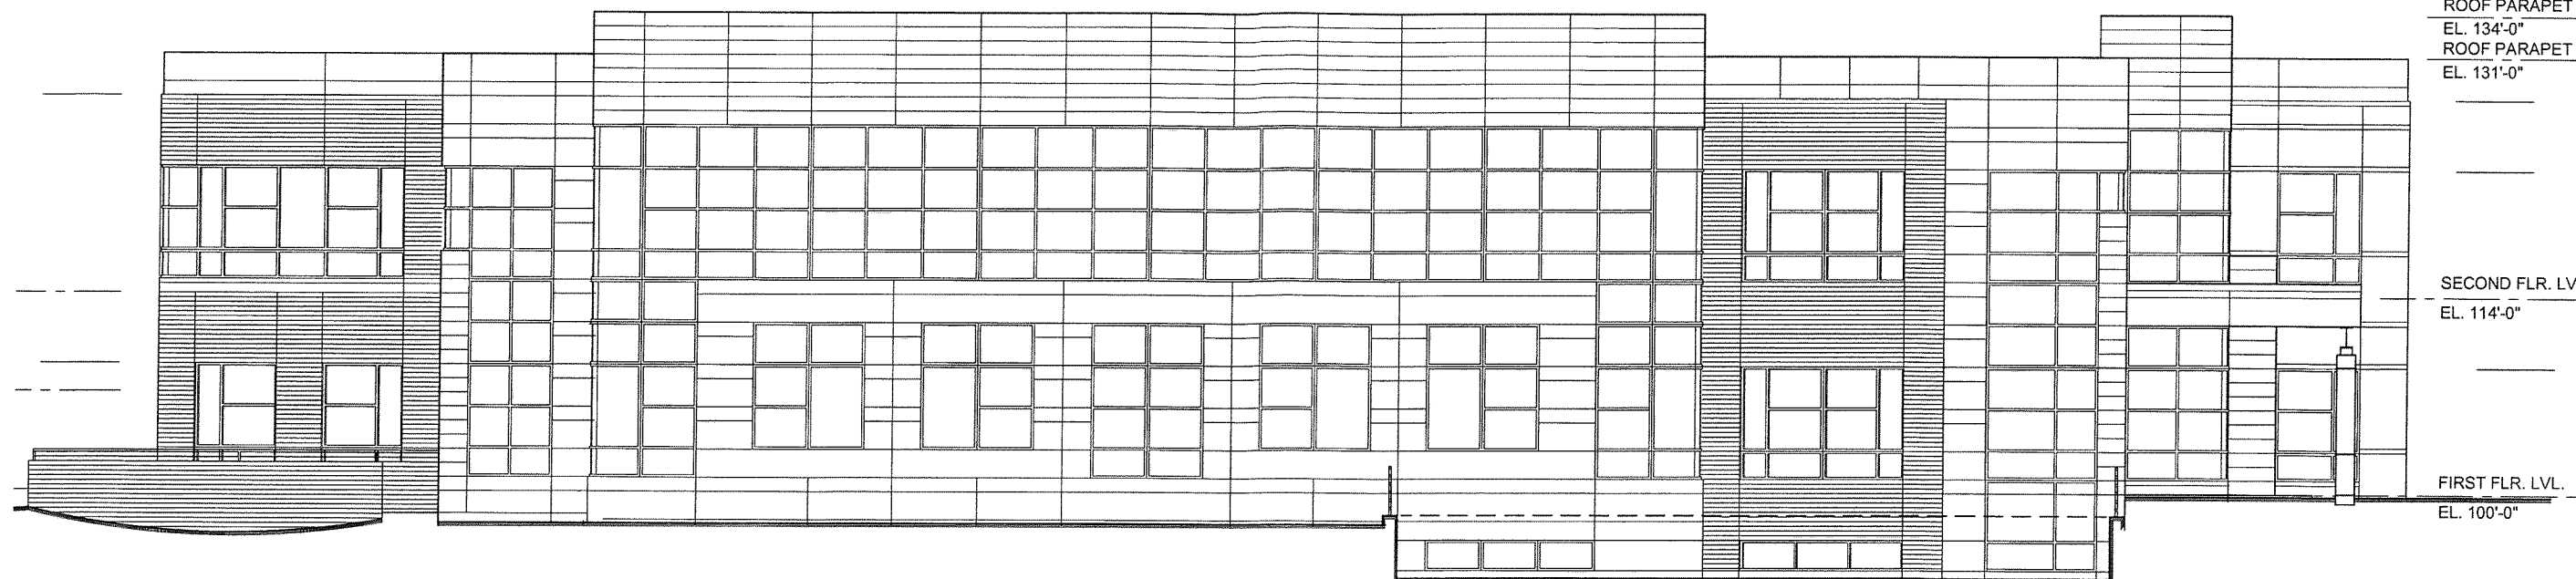 ROOF PARAPET
EL. 134'-0"
ROOF PARAPET
EL. 131'-0"
SECOND FLR. LV
EL. 114'-0"
FIRST FLR. LVL.
EL. 100'-0"